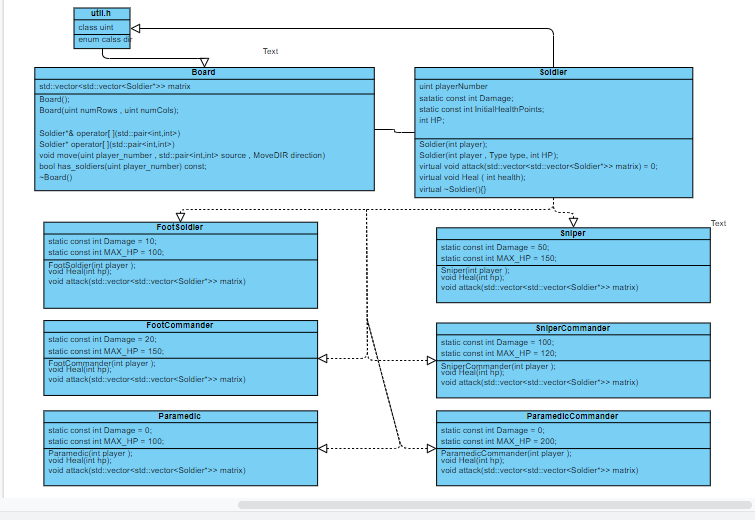 util.h
class uint
enum calss dir
Text
Board
std::vector<std::vector<Soldier*>> matrix
Board();
Board(uint numRows , uint numCols);
Soldier*& operator[ ](std::pair<int,int>)
Soldier* operator[ ](std::pair<int,int>)
void move(uint player_number , std::pair<int,int> source , MoveDIR direction)
bool has_soldiers(uint player_number) const;
~Board()
Soldier
uint playerNumber
satatic const int Damage;
static const int InitialHealthPoints;
int HP;
Soldier(int player);
Soldier(int player , Type type, int HP);
virtual void attack(std::vector<std::vector<Soldier*>> matrix) = 0;
virtual void Heal ( int health);
virtual ~Soldier(){}
FootSoldier
static const int Damage = 10;
static const int MAX_HP = 100;
FootSoldier(int player );
void Heal(int hp);
void attack(std::vector<std::vector<Soldier*>> matrix)
Text
Sniper
static const int Damage = 50;
static const int MAX_HP = 150;
Sniper(int player );
void Heal(int hp);
void attack(std::vector<std::vector<Soldier*>> matrix)
FootCommander
static const int Damage = 20;
static const int MAX_HP = 150;
FootCommander(int player );
void Heal(int hp);
void attack(std::vector<std::vector<Soldier*>> matrix)
SniperCommander
static const int Damage = 100;
static const int MAX_HP = 120;
SniperCommander(int player );
void Heal(int hp);
void attack(std::vector<std::vector<Soldier*>> matrix)
Paramedic
static const int Damage = 0;
static const int MAX_HP = 100;
Paramedic(int player );
void Heal(int hp);
void attack(std::vector<std::vector<Soldier*>> matrix)
ParamedicCommander
static const int Damage = 0;
static const int MAX_HP = 200;
ParamedicCommander(int player );
void Heal(int hp);
void attack(std::vector<std::vector<Soldier*>> matrix)